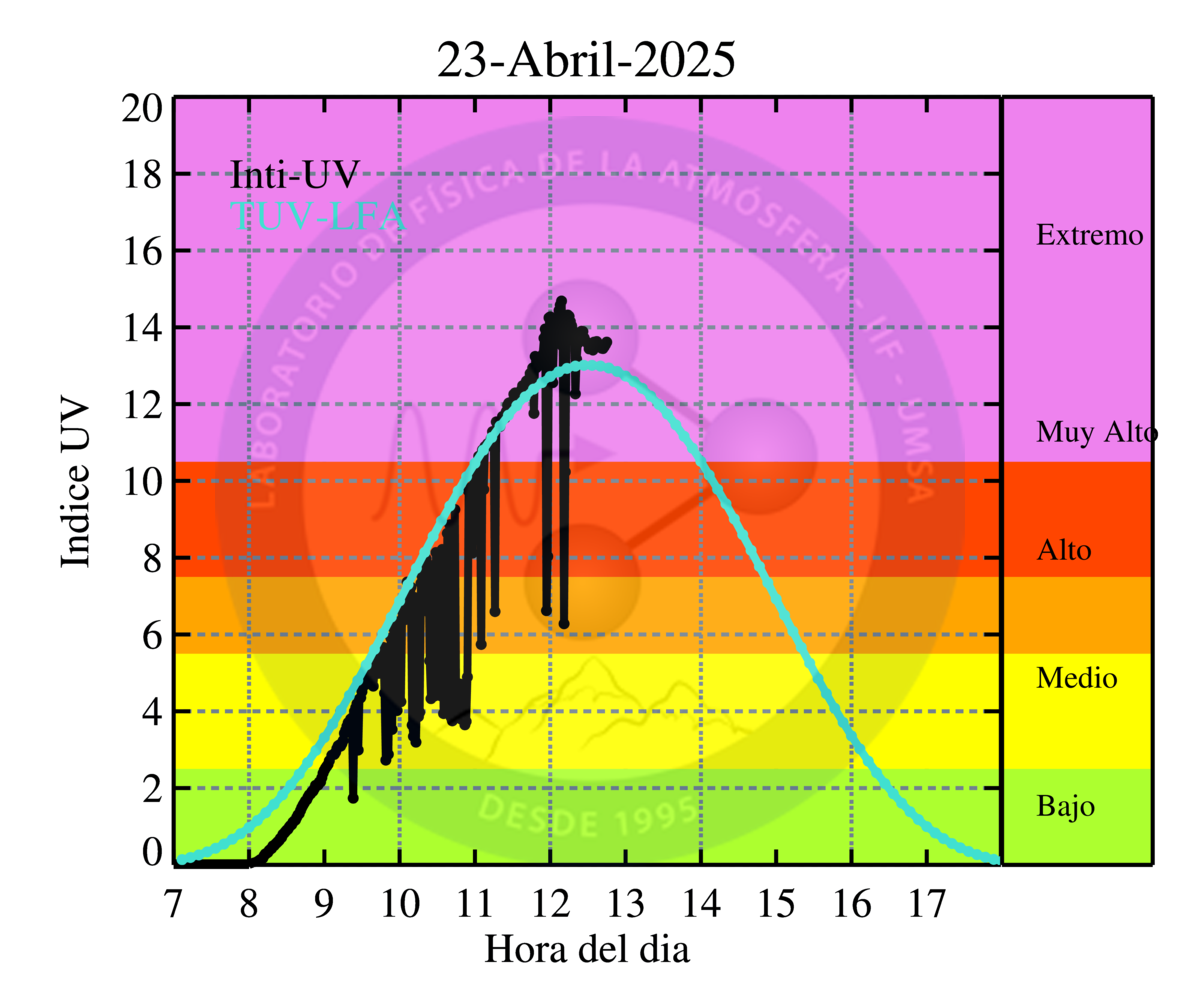 23-Abril-2025
Inti-UV
TUV-LFA
LABORATORIO DE FÍSICA DE LA ATMÓSFERA - IIF - UMSA
DESDE 1995
Indice UV
20
18
16
14
12
10
8
6
4
2
0
Extremo
Muy Alto
Alto
Medio
Bajo
7 8 9 10 11 12 13 14 15 16 17
Hora del dia